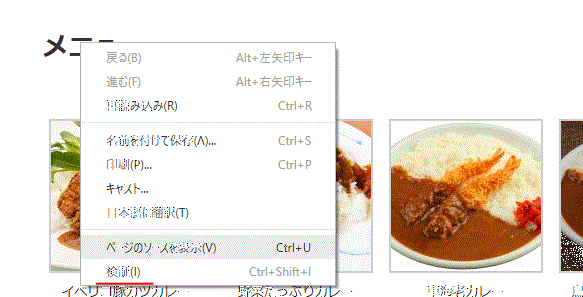 メニュー
戻る(B) Alt+左矢印キー
進む(F) Alt+右矢印キー
再読み込み(R) Ctrl+R
名前を付けて保存(A)... Ctrl+S
印刷(P)... Ctrl+P
キャスト...
日本語に翻訳(T)
ページのソースを表示(V) Ctrl+U
検証(I) Ctrl+Shift+I
イベリコ豚カツカレー 野菜たっぷりカレー 車海老カレー